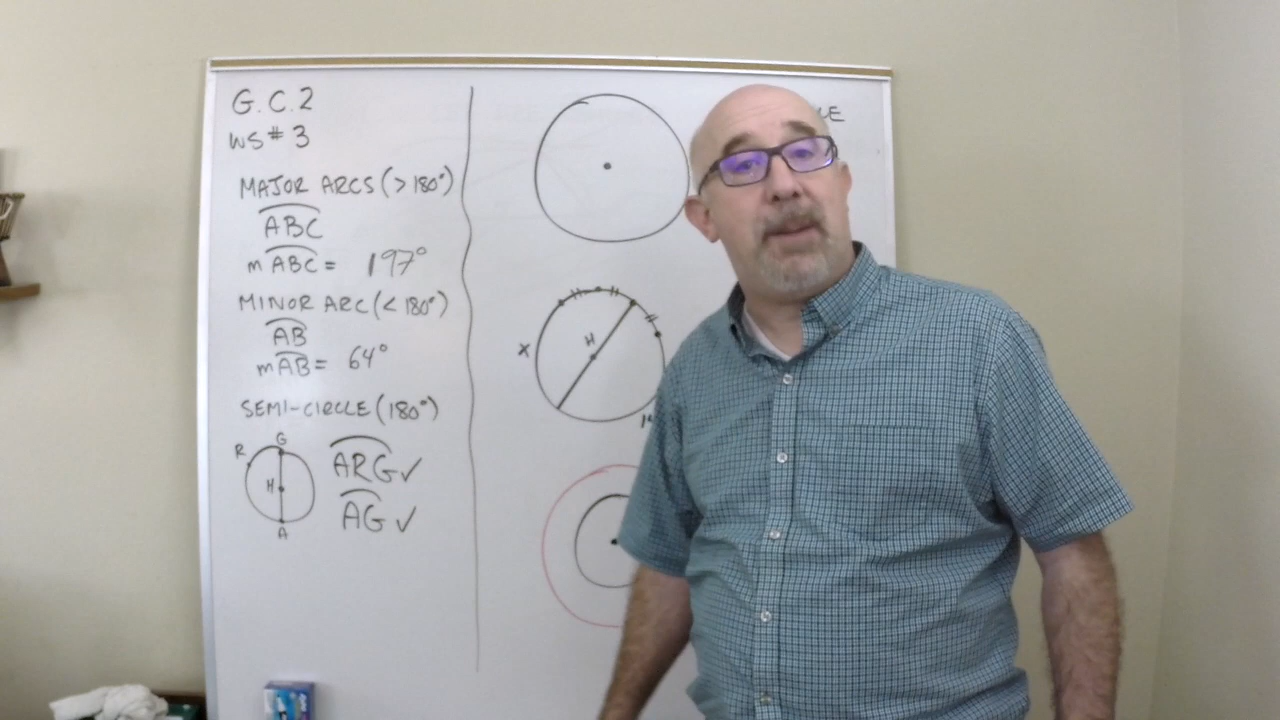 G.C.2
WS # 3
MAJOR ARCS (> 180°)
ABC
mABC = 197°
MINOR ARC (< 180°)
AB
mAB = 64°
SEMI-CIRCLE (180°)
G
R
H
A
ARG ✓
AG ✓
H
X